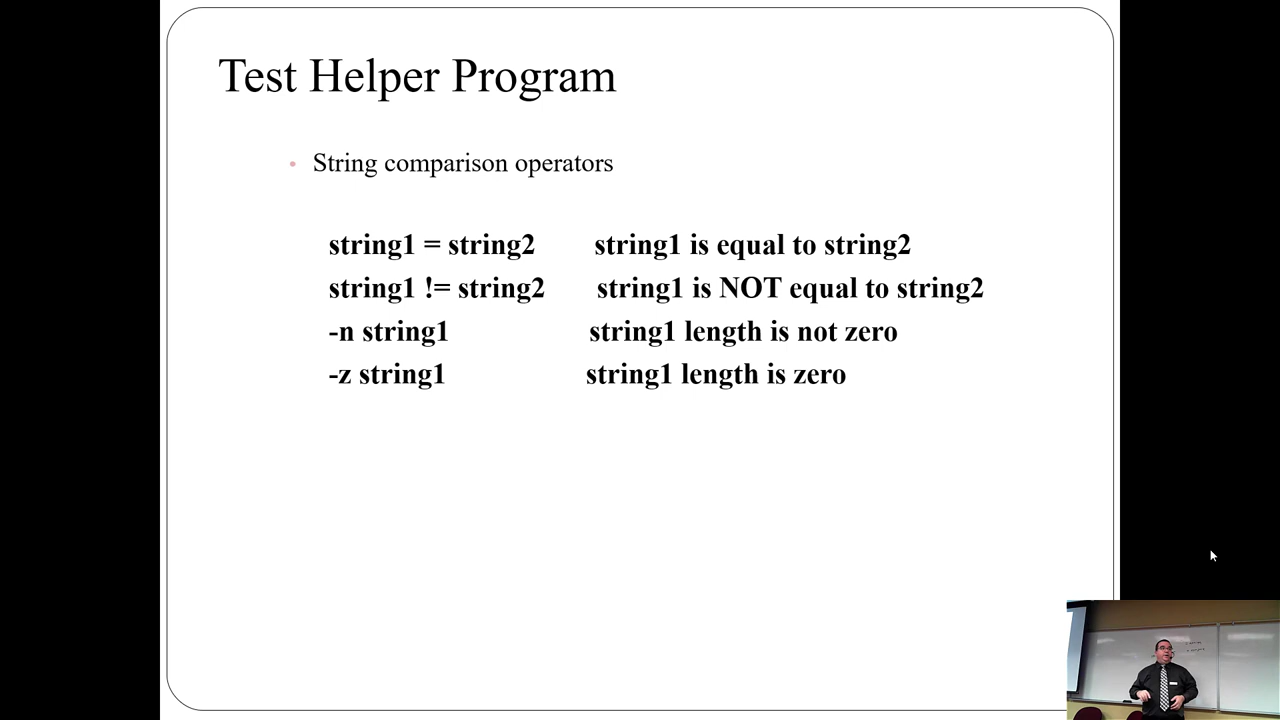 Test Helper Program
• String comparison operators
string1 = string2 string1 is equal to string2
string1 != string2 string1 is NOT equal to string2
-n string1 string1 length is not zero
-z string1 string1 length is zero